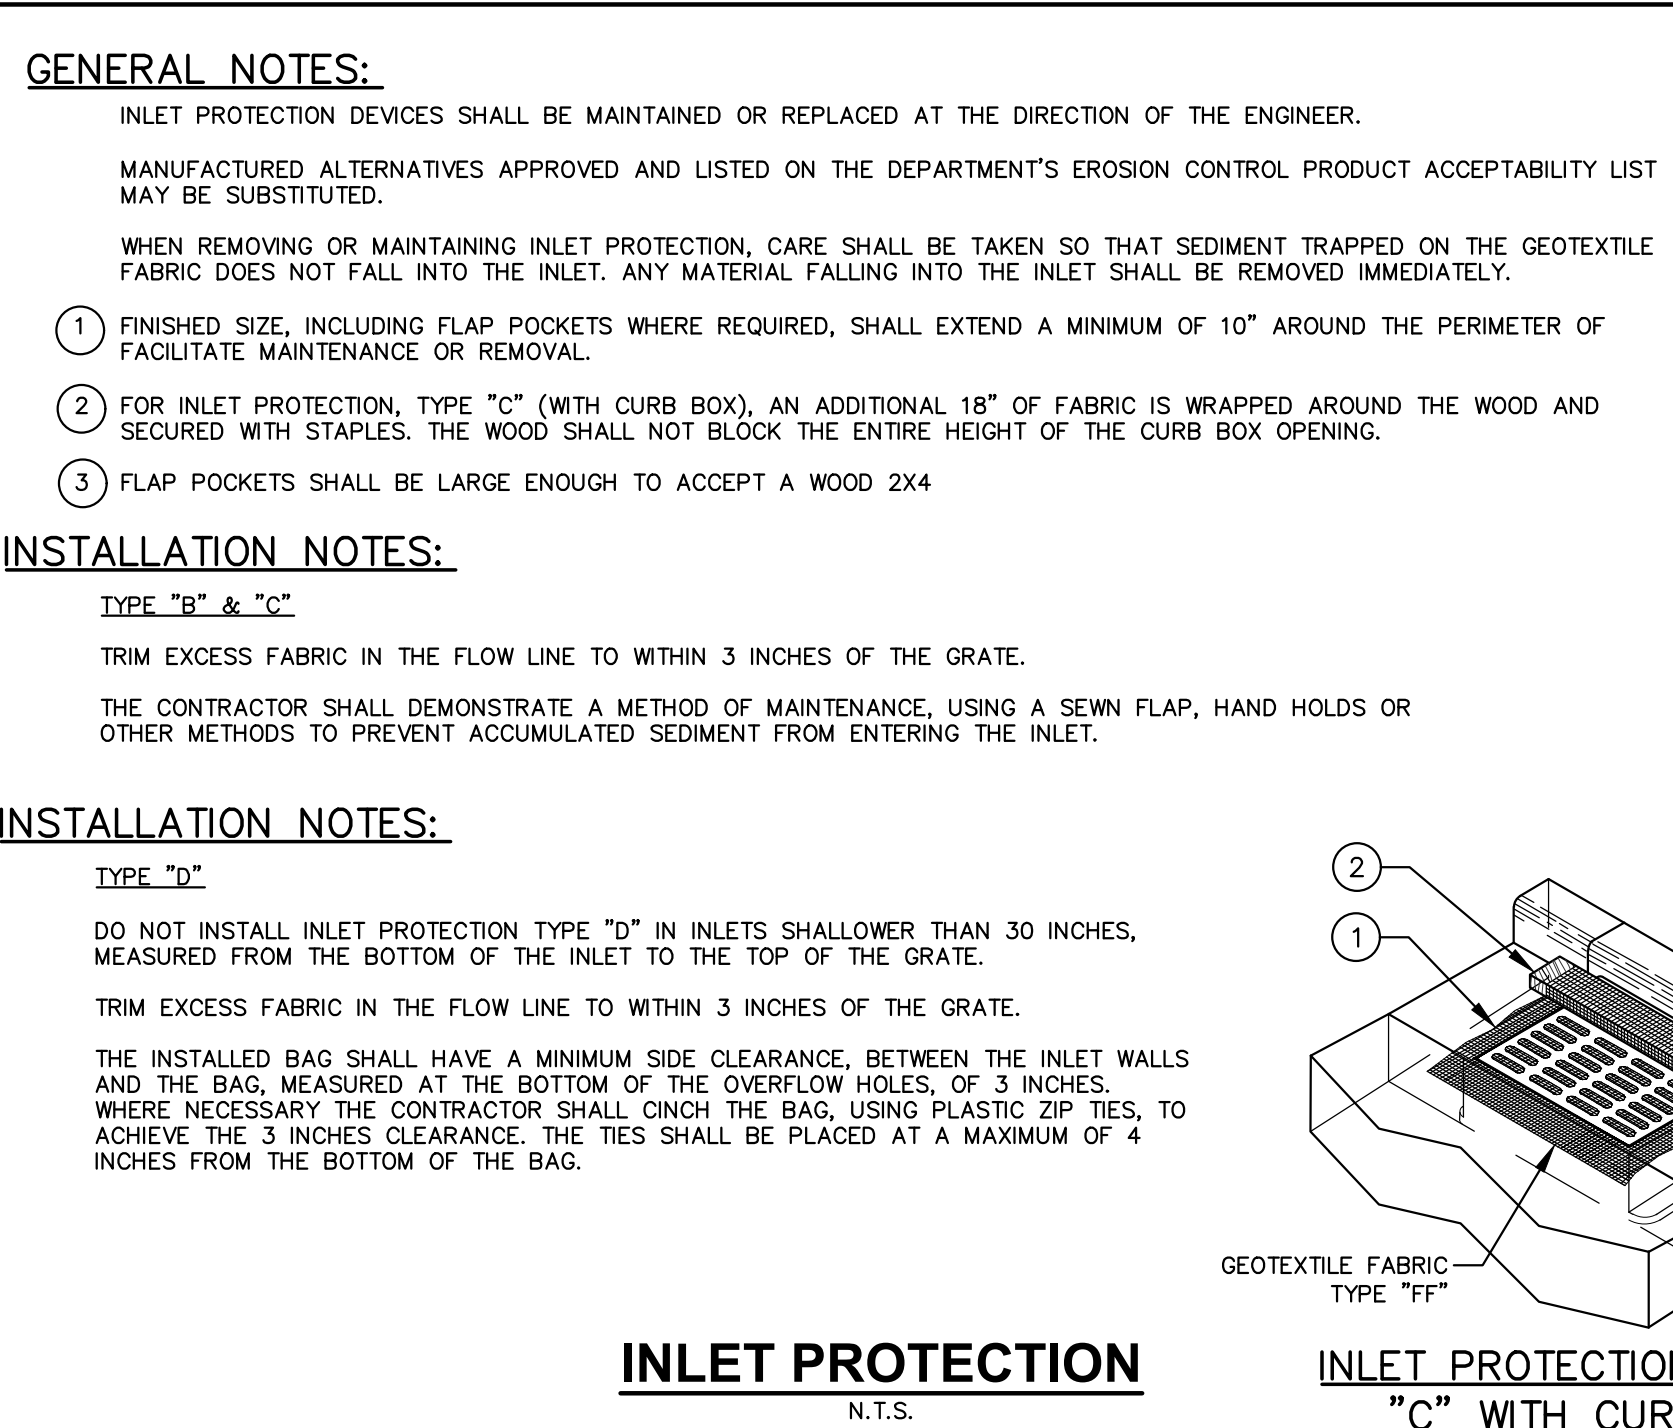 GENERAL NOTES:
INLET PROTECTION DEVICES SHALL BE MAINTAINED OR REPLACED AT THE DIRECTION OF THE ENGINEER.
MANUFACTURED ALTERNATIVES APPROVED AND LISTED ON THE DEPARTMENT'S EROSION CONTROL PRODUCT ACCEPTABILITY LIST
MAY BE SUBSTITUTED.
WHEN REMOVING OR MAINTAINING INLET PROTECTION, CARE SHALL BE TAKEN SO THAT SEDIMENT TRAPPED ON THE GEOTEXTILE
FABRIC DOES NOT FALL INTO THE INLET. ANY MATERIAL FALLING INTO THE INLET SHALL BE REMOVED IMMEDIATELY.
1 FINISHED SIZE, INCLUDING FLAP POCKETS WHERE REQUIRED, SHALL EXTEND A MINIMUM OF 10" AROUND THE PERIMETER OF
FACILITATE MAINTENANCE OR REMOVAL.
2 FOR INLET PROTECTION, TYPE "C" (WITH CURB BOX), AN ADDITIONAL 18" OF FABRIC IS WRAPPED AROUND THE WOOD AND
SECURED WITH STAPLES. THE WOOD SHALL NOT BLOCK THE ENTIRE HEIGHT OF THE CURB BOX OPENING.
3 FLAP POCKETS SHALL BE LARGE ENOUGH TO ACCEPT A WOOD 2X4
INSTALLATION NOTES:
TYPE "B" & "C"
TRIM EXCESS FABRIC IN THE FLOW LINE TO WITHIN 3 INCHES OF THE GRATE.
THE CONTRACTOR SHALL DEMONSTRATE A METHOD OF MAINTENANCE, USING A SEWN FLAP, HAND HOLDS OR
OTHER METHODS TO PREVENT ACCUMULATED SEDIMENT FROM ENTERING THE INLET.
INSTALLATION NOTES:
TYPE "D"
DO NOT INSTALL INLET PROTECTION TYPE "D" IN INLETS SHALLOWER THAN 30 INCHES,
MEASURED FROM THE BOTTOM OF THE INLET TO THE TOP OF THE GRATE.
TRIM EXCESS FABRIC IN THE FLOW LINE TO WITHIN 3 INCHES OF THE GRATE.
THE INSTALLED BAG SHALL HAVE A MINIMUM SIDE CLEARANCE, BETWEEN THE INLET WALLS
AND THE BAG, MEASURED AT THE BOTTOM OF THE OVERFLOW HOLES, OF 3 INCHES.
WHERE NECESSARY THE CONTRACTOR SHALL CINCH THE BAG, USING PLASTIC ZIP TIES, TO
ACHIEVE THE 3 INCHES CLEARANCE. THE TIES SHALL BE PLACED AT A MAXIMUM OF 4
INCHES FROM THE BOTTOM OF THE BAG.
2
1
GEOTEXTILE FABRIC
TYPE "FF"
INLET PROTECTION
N.T.S.
INLET PROTECTION
"C" WITH CUR